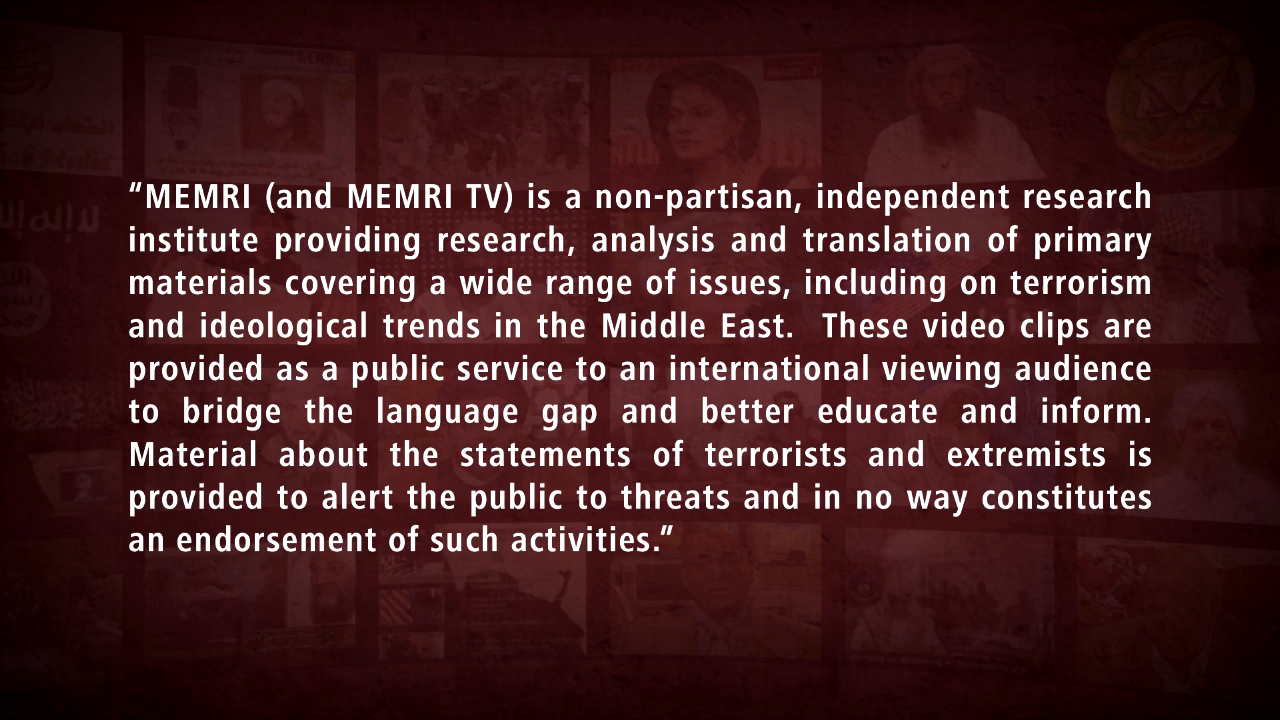 “MEMRI (and MEMRI TV) is a non-partisan, independent research
institute providing research, analysis and translation of primary
materials covering a wide range of issues, including on terrorism
and ideological trends in the Middle East.  These video clips are
provided as a public service to an international viewing audience
to bridge the language gap and better educate and inform.
Material about the statements of terrorists and extremists is
provided to alert the public to threats and in no way constitutes
an endorsement of such activities.”